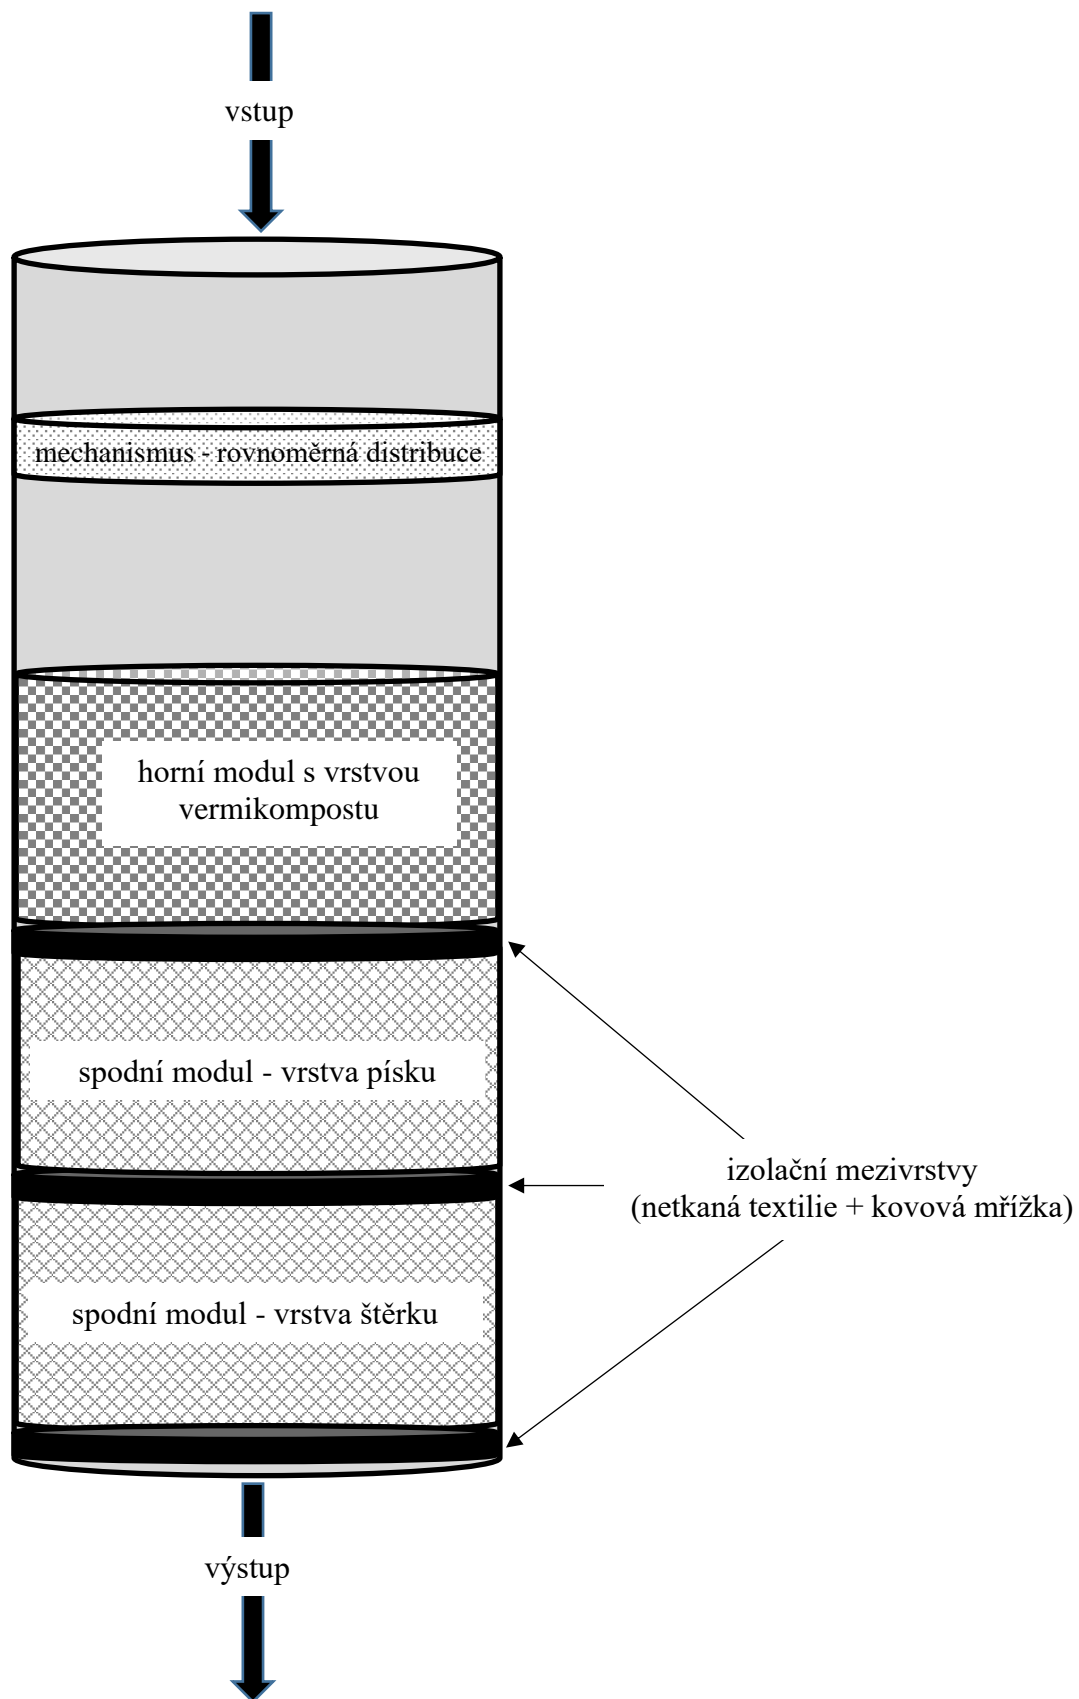 vstup
mechanismus - rovnoměrná distribuce
horní modul s vrstvou
vermikompostu
spodní modul - vrstva písku
izolační mezivrstvy
(netkaná textilie + kovová mřížka)
spodní modul - vrstva štěrku
výstup